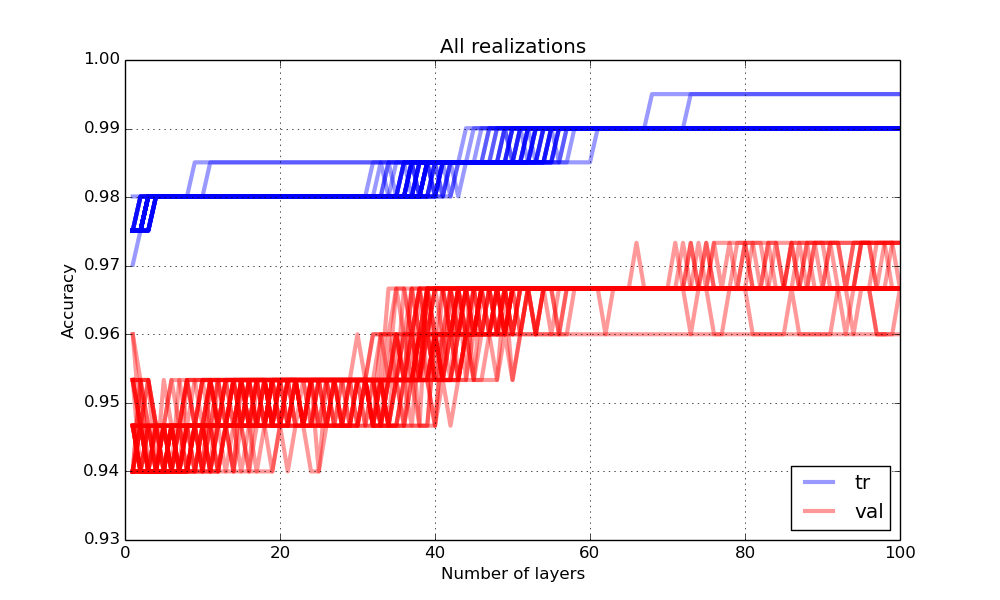 All realizations
1.00
0.99
0.98
0.97
0.96
0.95
0.94
0.93
Accuracy
0 20 40 60 80 100
Number of layers
tr
val